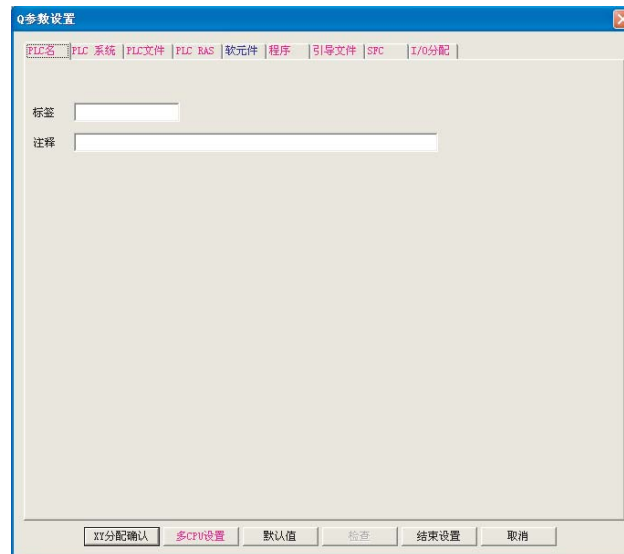 Q参数设置
PLC名 PLC 系统 PLC文件 PLC RAS 软元件 程序 引导文件 SFC I/O分配
标签
注释
XY分配确认 多CPU设置 默认值 检查 结束设置 取消